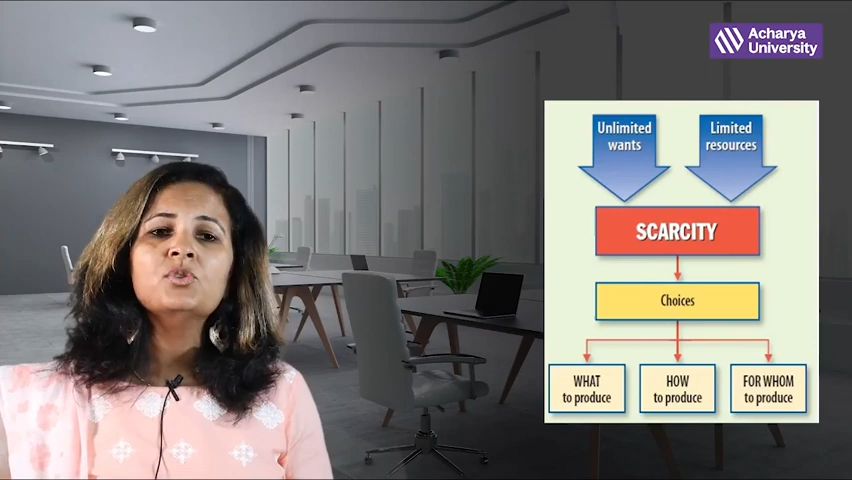 Acharya
University
Unlimited
wants
Limited
resources
SCARCITY
Choices
WHAT
to produce
HOW
to produce
FOR WHOM
to produce